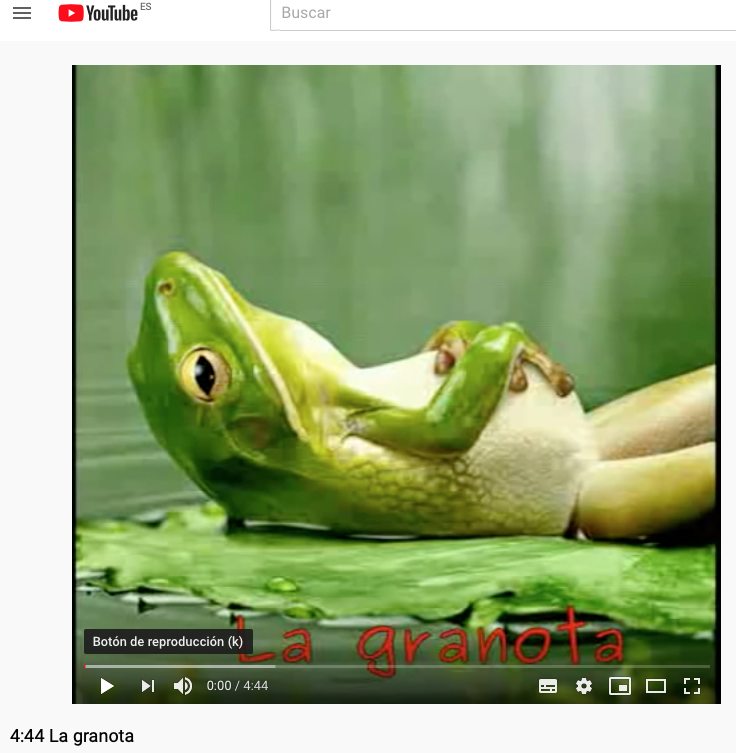 YouTube ES
Buscar
La granota
Botón de reproducción (k)
0:00 / 4:44
4:44 La granota